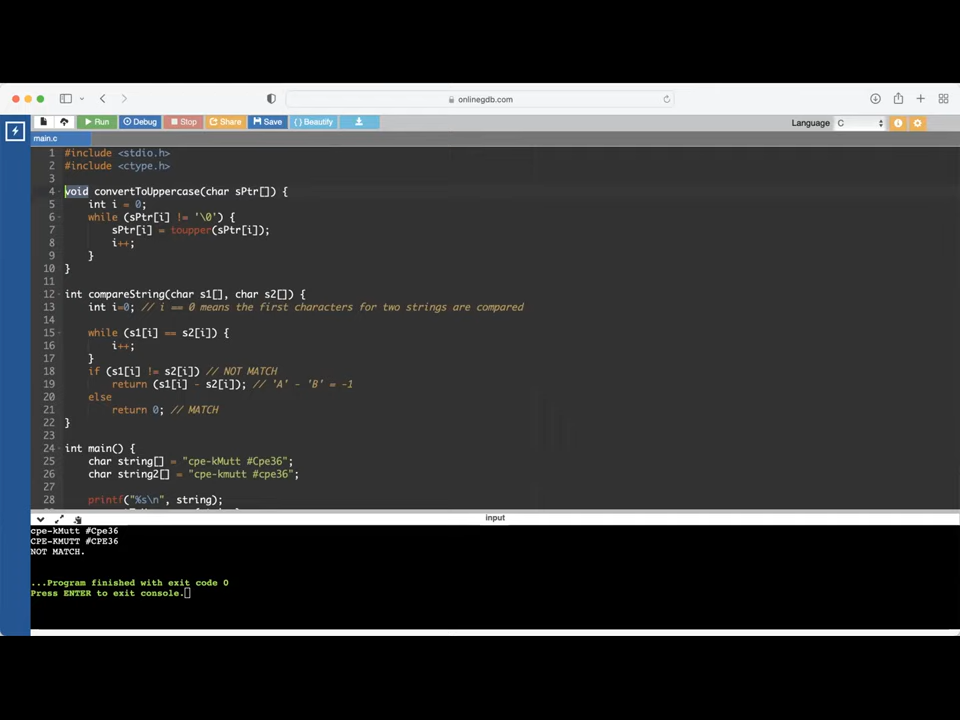 onlinegdb.com
Run Debug Stop Share Save { } Beautify Language C
main.c
1 #include <stdio.h>
2 #include <ctype.h>
3
4 void convertToUppercase(char sPtr[]) {
5 int i = 0;
6 while (sPtr[i] != '\0') {
7 sPtr[i] = toupper(sPtr[i]);
8 i++;
9 }
10 }
11
12 int compareString(char s1[], char s2[]) {
13 int i=0; // i == 0 means the first characters for two strings are compared
14
15 while (s1[i] == s2[i]) {
16 i++;
17 }
18 if (s1[i] != s2[i]) // NOT MATCH
19 return (s1[i] - s2[i]); // 'A' - 'B' = -1
20 else
21 return 0; // MATCH
22 }
23
24 int main() {
25 char string[] = "cpe-kMutt #Cpe36";
26 char string2[] = "cpe-kmutt #cpe36";
27
28 printf("%s\n", string);
input
cpe-kMutt #Cpe36
CPE-KMUTT #CPE36
NOT MATCH.
...Program finished with exit code 0
Press ENTER to exit console.